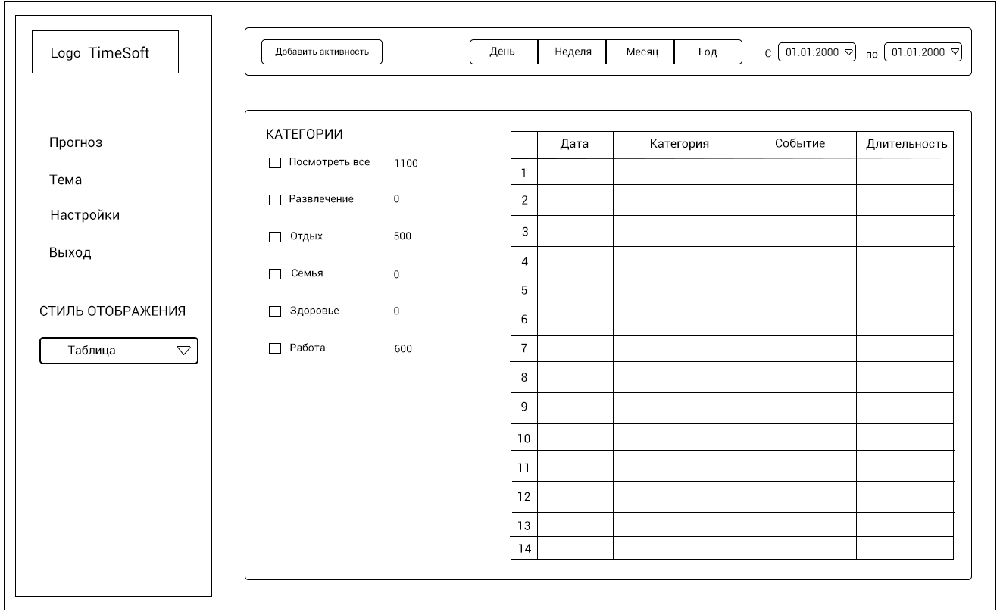 Logo TimeSoft
Прогноз
Тема
Настройки
Выход
СТИЛЬ ОТОБРАЖЕНИЯ
Таблица
Добавить активность
День Неделя Месяц Год
С 01.01.2000 по 01.01.2000
КАТЕГОРИИ
Посмотреть все 1100
Развлечение 0
Отдых 500
Семья 0
Здоровье 0
Работа 600
Дата Категория Событие Длительность
1
2
3
4
5
6
7
8
9
10
11
12
13
14